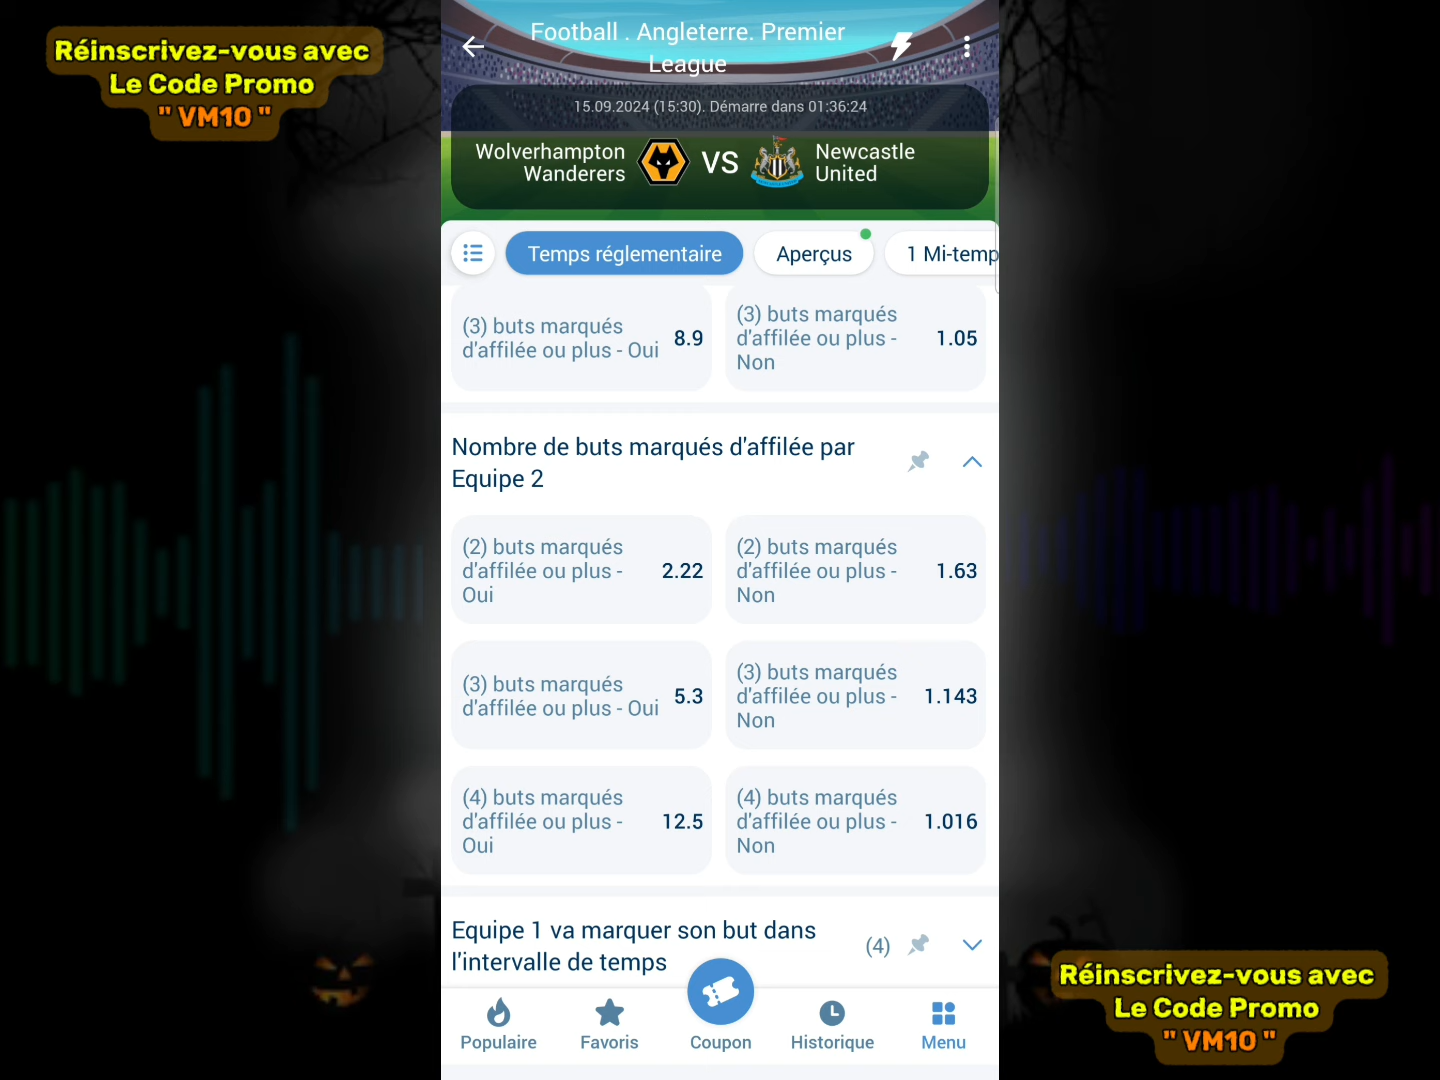 Réinscrivez-vous avec
Le Code Promo
" VM10 "
Football . Angleterre. Premier
League
15.09.2024 (15:30). Démarre dans 01:36:24
Wolverhampton
Wanderers
VS
Newcastle
United
Temps réglementaire
Aperçus
1 Mi-temp
(3) buts marqués
d'affilée ou plus - Oui
8.9
(3) buts marqués
d'affilée ou plus -
Non
1.05
Nombre de buts marqués d'affilée par
Equipe 2
(2) buts marqués
d'affilée ou plus -
Oui
2.22
(2) buts marqués
d'affilée ou plus -
Non
1.63
(3) buts marqués
d'affilée ou plus - Oui
5.3
(3) buts marqués
d'affilée ou plus -
Non
1.143
(4) buts marqués
d'affilée ou plus -
Oui
12.5
(4) buts marqués
d'affilée ou plus -
Non
1.016
Equipe 1 va marquer son but dans
l'intervalle de temps
(4)
Populaire
Favoris
Coupon
Historique
Menu
Réinscrivez-vous avec
Le Code Promo
" VM10 "